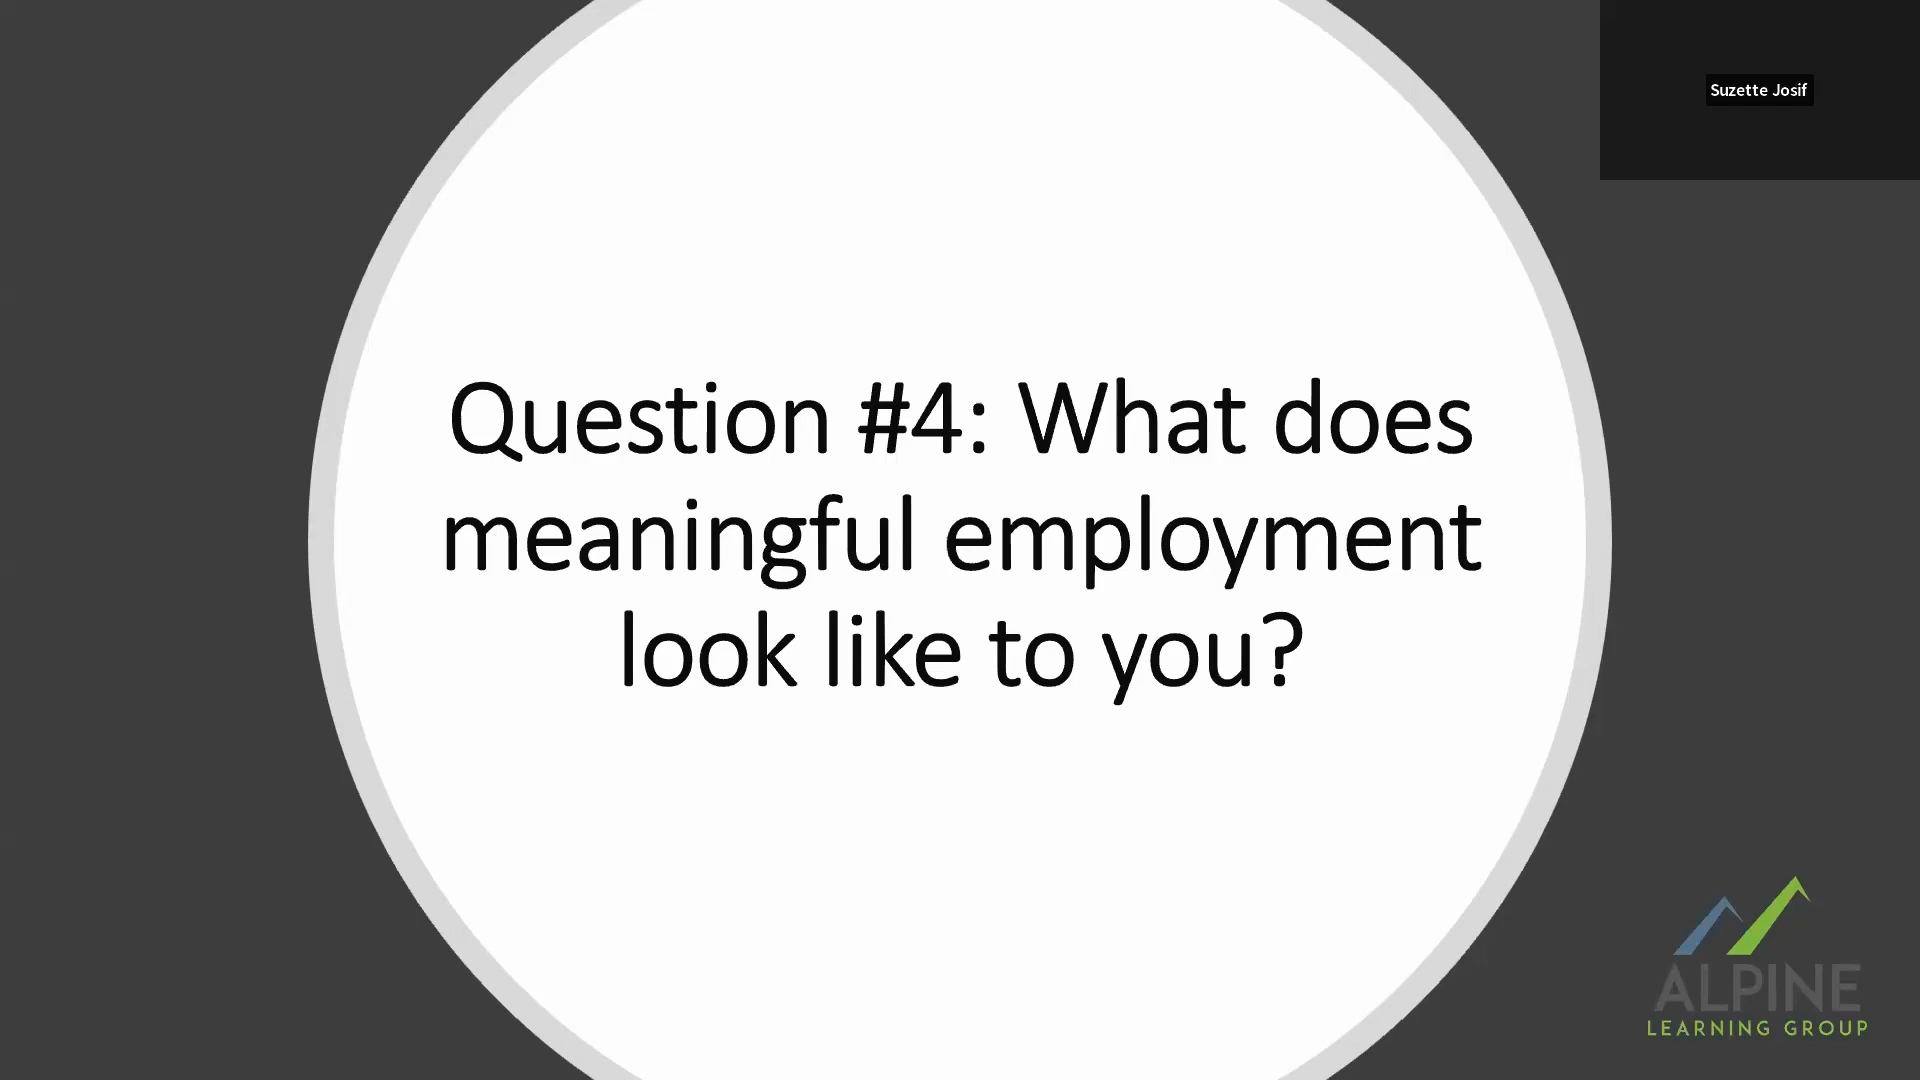 Suzette Josif
Question #4: What does
meaningful employment
look like to you?
ALPINE
LEARNING GROUP